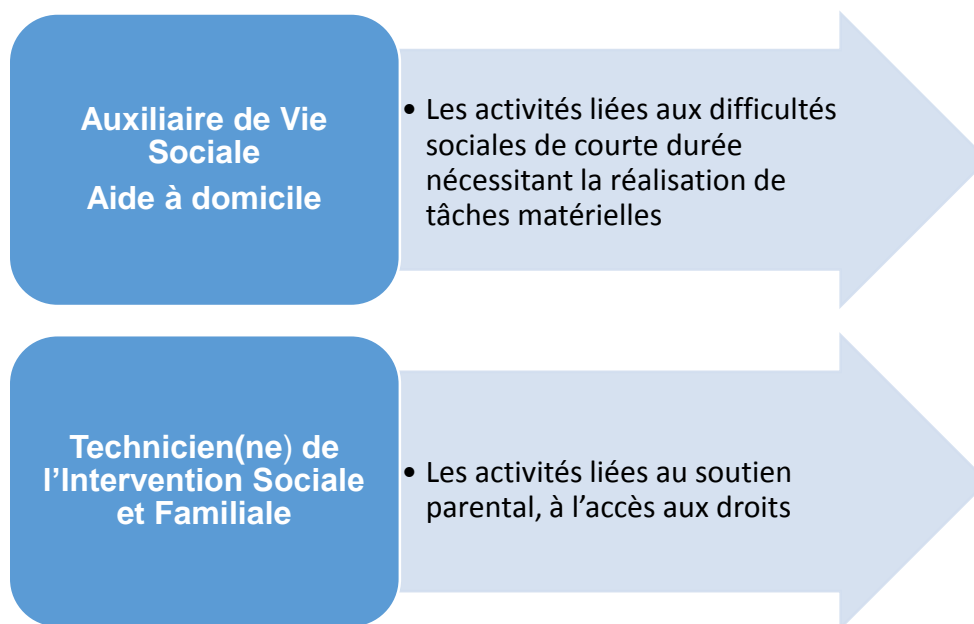 Auxiliaire de Vie
Sociale
Aide à domicile
• Les activités liées aux difficultés
sociales de courte durée
nécessitant la réalisation de
tâches matérielles
Technicien(ne) de
l’Intervention Sociale
et Familiale
• Les activités liées au soutien
parental, à l’accès aux droits